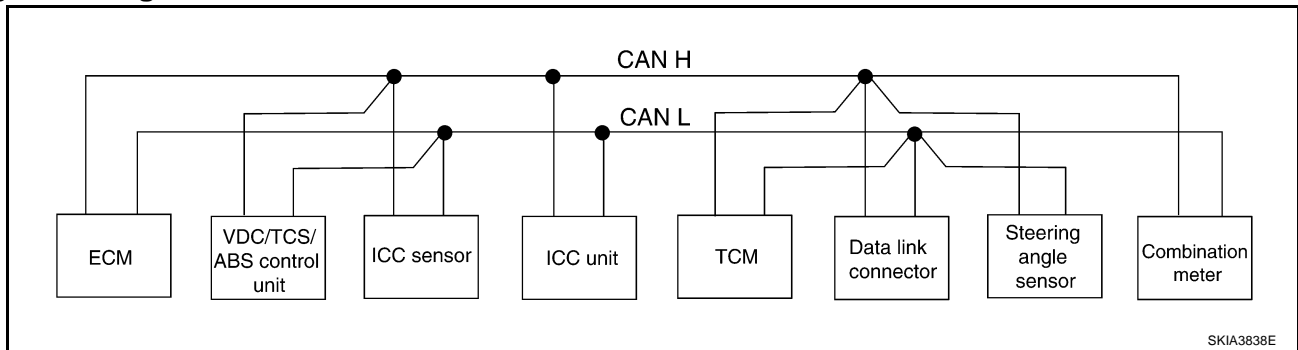 CAN H
CAN L
ECM
VDC/TCS/
ABS control
unit
ICC sensor
ICC unit
TCM
Data link
connector
Steering
angle
sensor
Combination
meter
SKIA3838E